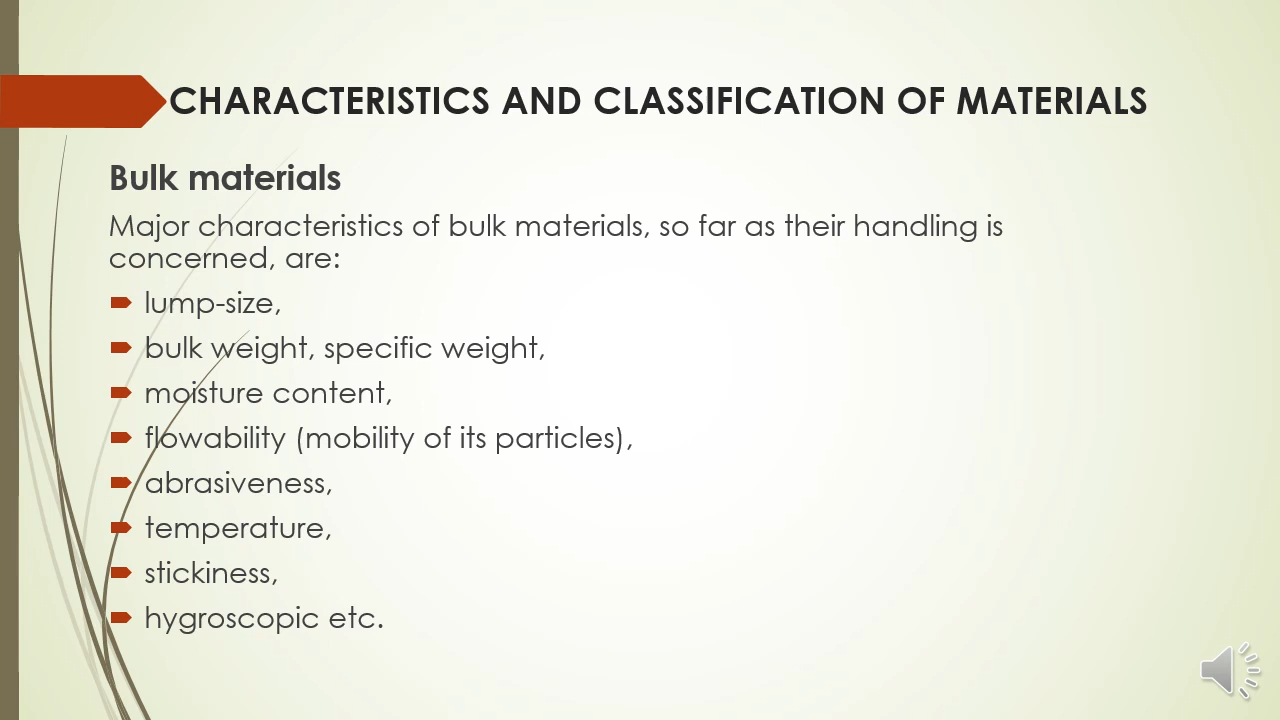 CHARACTERISTICS AND CLASSIFICATION OF MATERIALS
Bulk materials
Major characteristics of bulk materials, so far as their handling is
concerned, are:
lump-size,
bulk weight, specific weight,
moisture content,
flowability (mobility of its particles),
abrasiveness,
temperature,
stickiness,
hygroscopic etc.